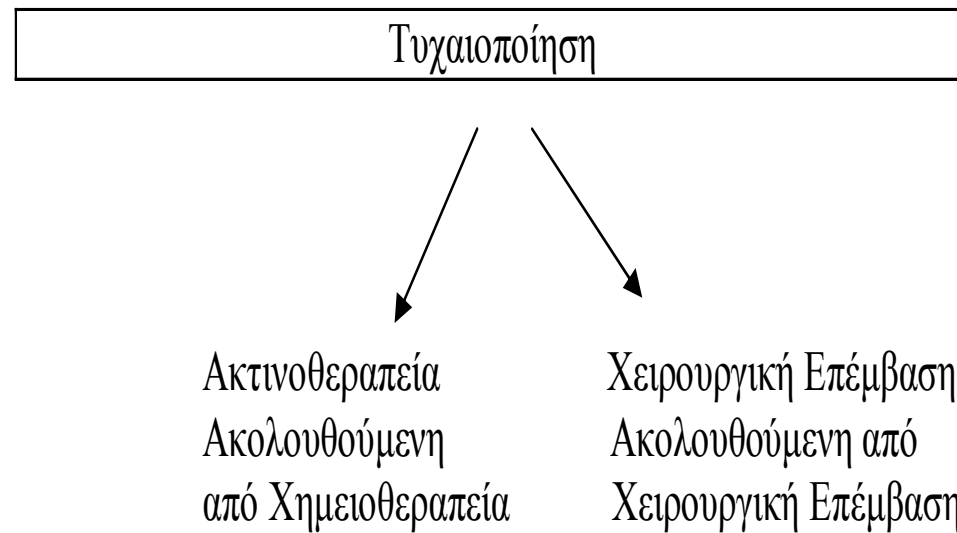 Τυχαιοποίηση
Ακτινοθεραπεία
Ακολουθούμενη
από Χημειοθεραπεία
Χειρουργική Επέμβαση
Ακολουθούμενη από
Χειρουργική Επέμβαση